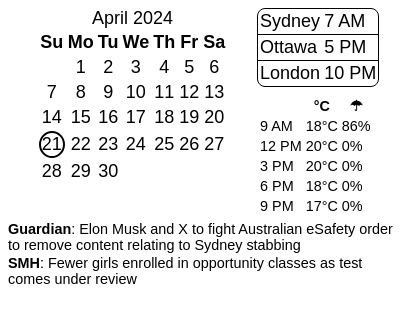 April 2024
Su Mo Tu We Th Fr Sa
1 2 3 4 5 6
7 8 9 10 11 12 13
14 15 16 17 18 19 20
21 22 23 24 25 26 27
28 29 30
Sydney 7 AM
Ottawa 5 PM
London 10 PM
°C ☂
9 AM 18°C 86%
12 PM 20°C 0%
3 PM 20°C 0%
6 PM 18°C 0%
9 PM 17°C 0%
Guardian: Elon Musk and X to fight Australian eSafety order
to remove content relating to Sydney stabbing
SMH: Fewer girls enrolled in opportunity classes as test
comes under review